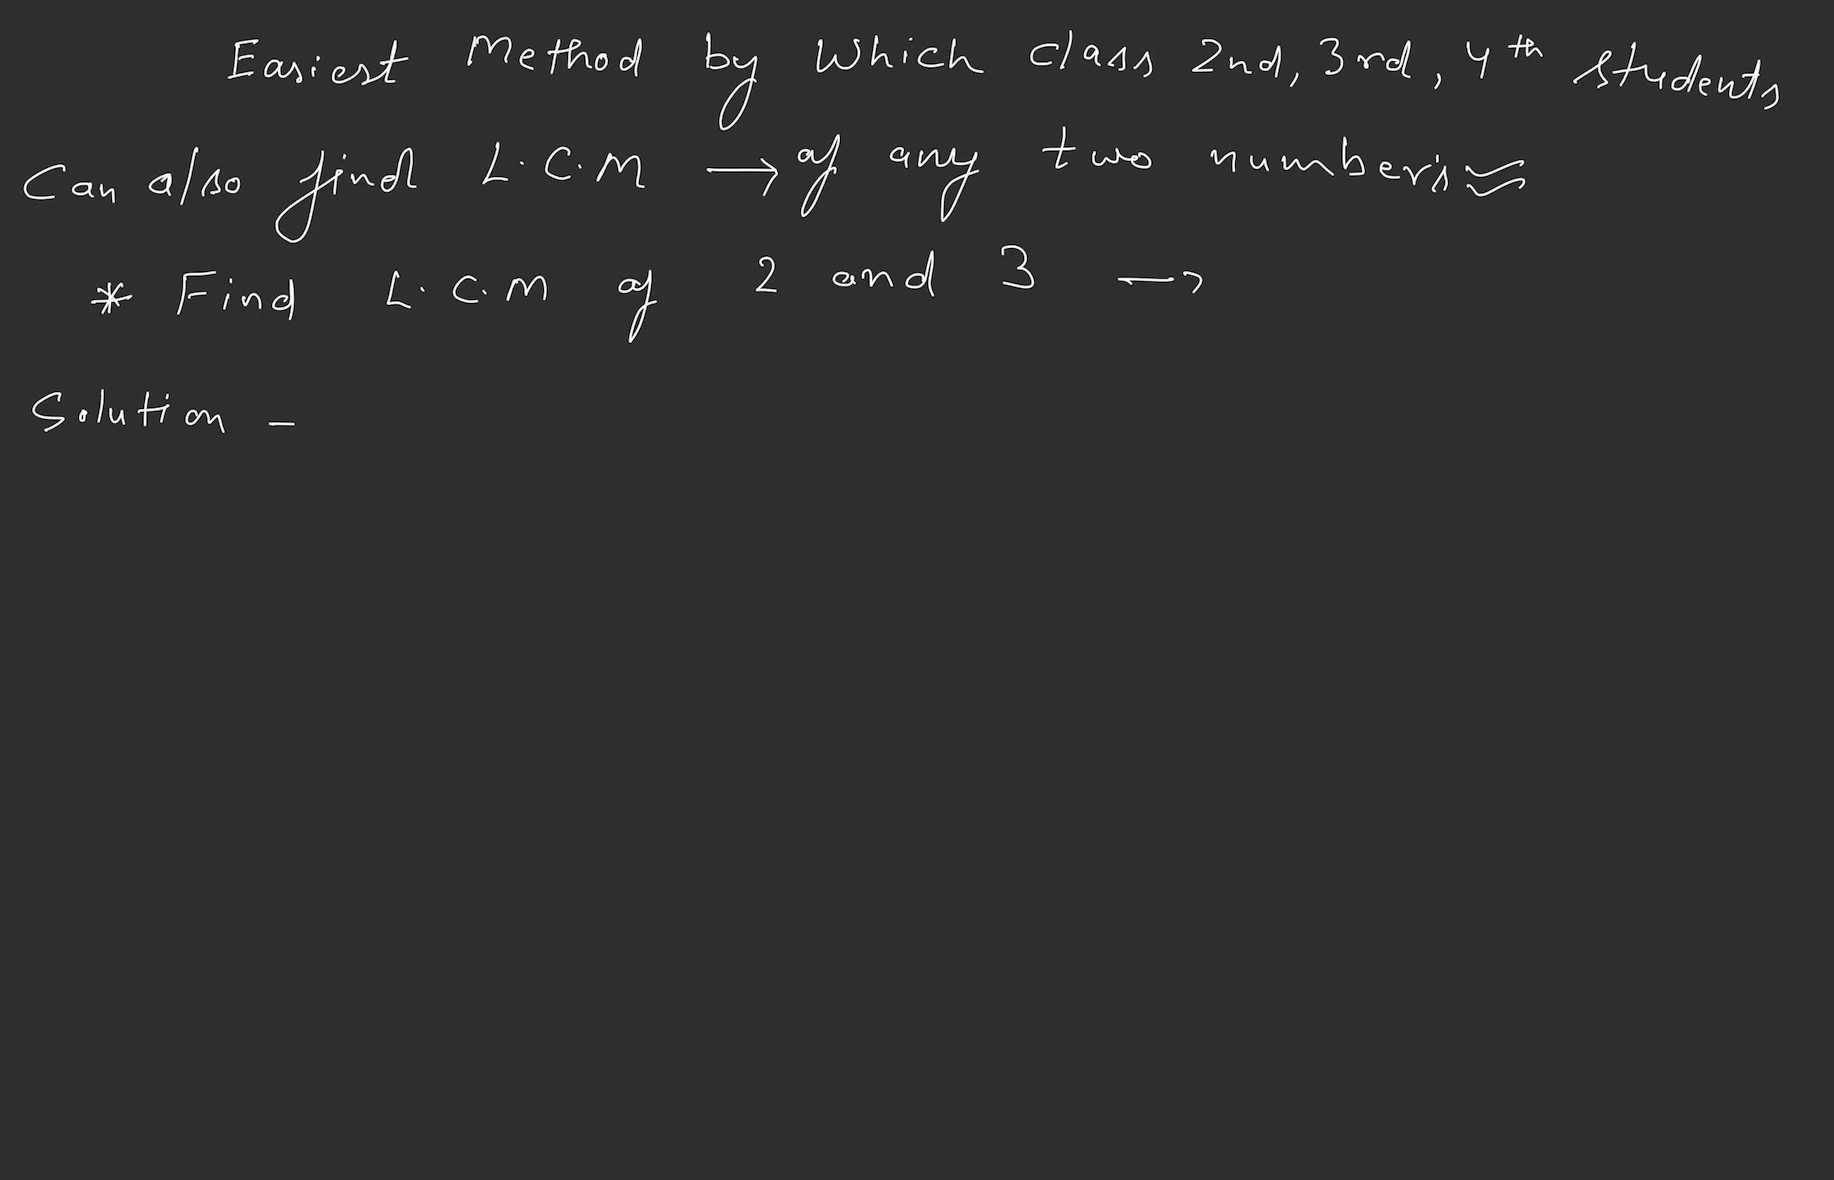 Easiest Method by which class 2nd, 3rd, 4th students
Can also find L.C.M → of any two number's
* Find L.C.M of 2 and 3 →
Solution -